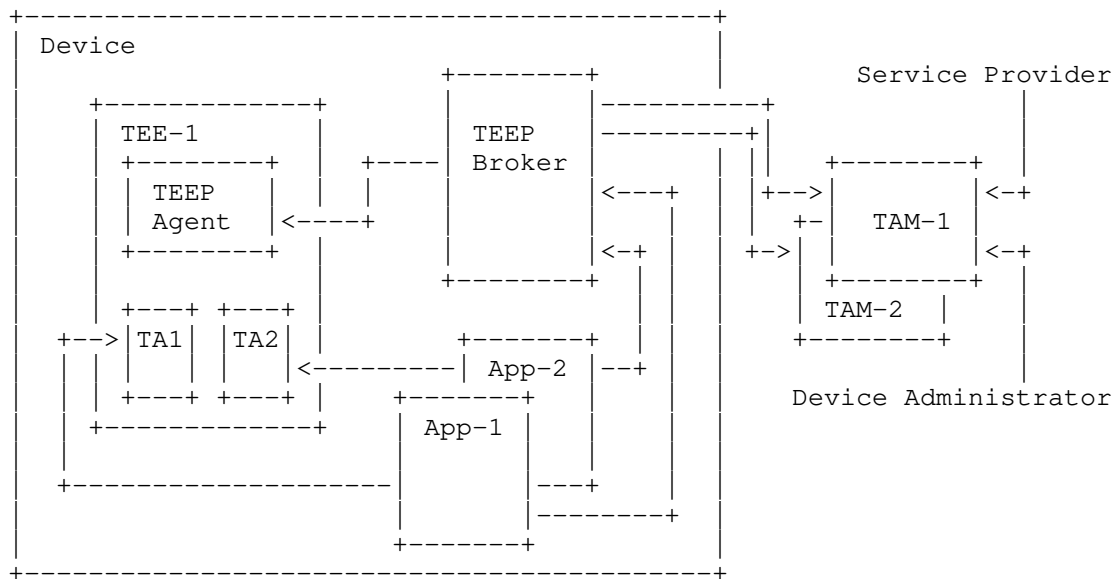 Device
Service Provider
TEE-1
TEEP
Broker
TEEP
Agent
TAM-1
TAM-2
TA1 TA2
App-2
Device Administrator
App-1